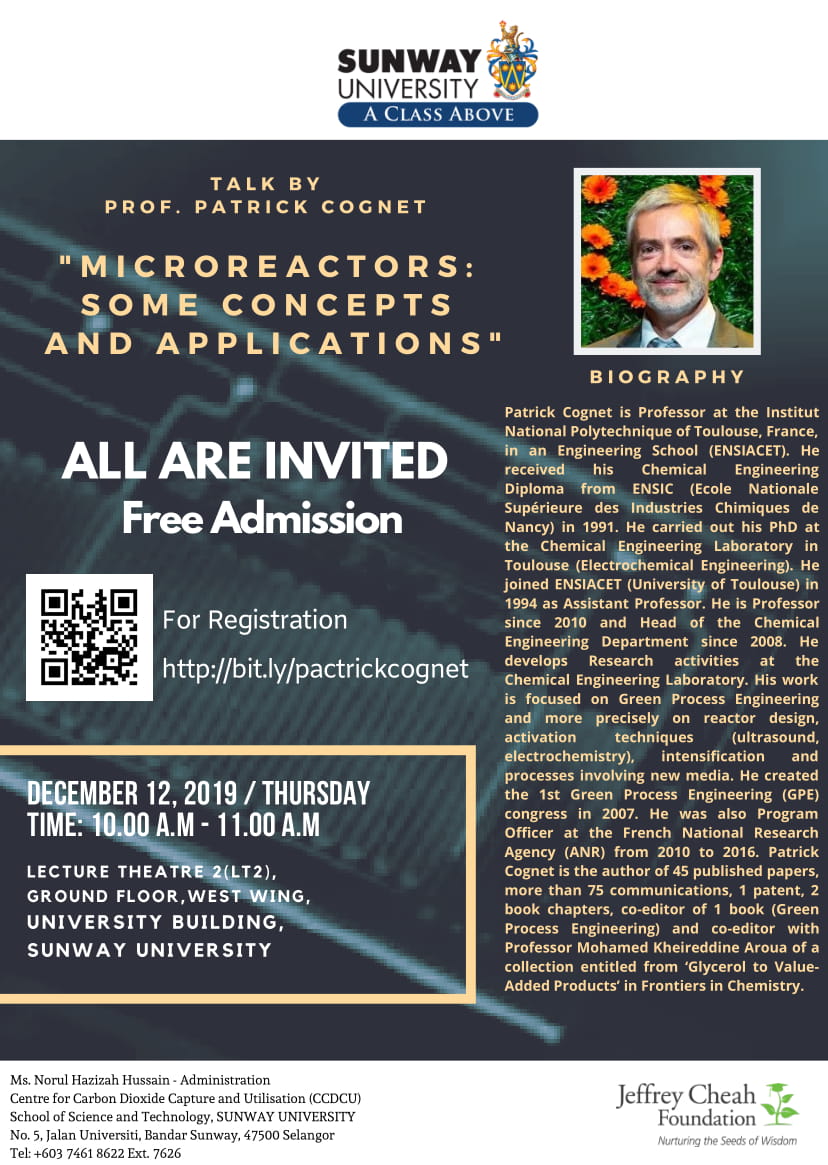 SUNWAY
UNIVERSITY
A CLASS ABOVE
TALK BY
PROF. PATRICK COGNET
"MICROREACTORS:
SOME CONCEPTS
AND APPLICATIONS"
ALL ARE INVITED
Free Admission
For Registration
http://bit.ly/pactrickcognet
DECEMBER 12, 2019 / THURSDAY
TIME: 10.00 A.M - 11.00 A.M
LECTURE THEATRE 2(LT2),
GROUND FLOOR,WEST WING,
UNIVERSITY BUILDING,
SUNWAY UNIVERSITY
BIOGRAPHY
Patrick Cognet is Professor at the Institut
National Polytechnique of Toulouse, France,
in an Engineering School (ENSIACET). He
received his Chemical Engineering
Diploma from ENSIC (Ecole Nationale
Supérieure des Industries Chimiques de
Nancy) in 1991. He carried out his PhD at
the Chemical Engineering Laboratory in
Toulouse (Electrochemical Engineering). He
joined ENSIACET (University of Toulouse) in
1994 as Assistant Professor. He is Professor
since 2010 and Head of the Chemical
Engineering Department since 2008. He
develops Research activities at the
Chemical Engineering Laboratory. His work
is focused on Green Process Engineering
and more precisely on reactor design,
activation techniques (ultrasound,
electrochemistry), intensification and
processes involving new media. He created
the 1st Green Process Engineering (GPE)
congress in 2007. He was also Program
Officer at the French National Research
Agency (ANR) from 2010 to 2016. Patrick
Cognet is the author of 45 published papers,
more than 75 communications, 1 patent, 2
book chapters, co-editor of 1 book (Green
Process Engineering) and co-editor with
Professor Mohamed Kheireddine Aroua of a
collection entitled from ‘Glycerol to Value-
Added Products’ in Frontiers in Chemistry.
Ms. Norul Hazizah Hussain - Administration
Centre for Carbon Dioxide Capture and Utilisation (CCDCU)
School of Science and Technology, SUNWAY UNIVERSITY
No. 5, Jalan Universiti, Bandar Sunway, 47500 Selangor
Tel: +603 7461 8622 Ext. 7626
Jeffrey Cheah
Foundation
Nurturing the Seeds of Wisdom